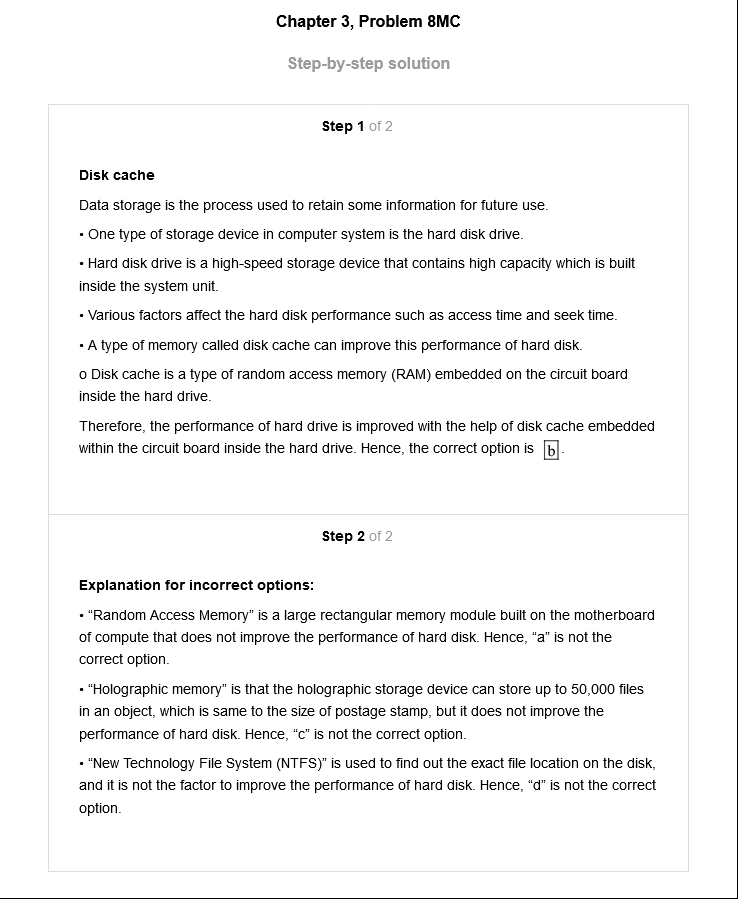 Chapter 3, Problem 8MC
Step-by-step solution
Step 1 of 2
Disk cache
Data storage is the process used to retain some information for future use.
• One type of storage device in computer system is the hard disk drive.
• Hard disk drive is a high-speed storage device that contains high capacity which is built
inside the system unit.
• Various factors affect the hard disk performance such as access time and seek time.
• A type of memory called disk cache can improve this performance of hard disk.
o Disk cache is a type of random access memory (RAM) embedded on the circuit board
inside the hard drive.
Therefore, the performance of hard drive is improved with the help of disk cache embedded
within the circuit board inside the hard drive. Hence, the correct option is b.
Step 2 of 2
Explanation for incorrect options:
• “Random Access Memory” is a large rectangular memory module built on the motherboard
of compute that does not improve the performance of hard disk. Hence, “a” is not the
correct option.
• “Holographic memory” is that the holographic storage device can store up to 50,000 files
in an object, which is same to the size of postage stamp, but it does not improve the
performance of hard disk. Hence, “c” is not the correct option.
• “New Technology File System (NTFS)” is used to find out the exact file location on the disk,
and it is not the factor to improve the performance of hard disk. Hence, “d” is not the correct
option.